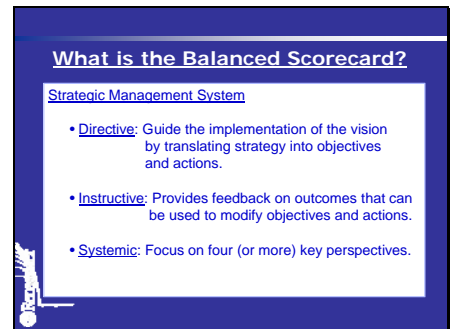 What is the Balanced Scorecard?
Strategic Management System
• Directive: Guide the implementation of the vision
by translating strategy into objectives
and actions.
• Instructive: Provides feedback on outcomes that can
be used to modify objectives and actions.
• Systemic: Focus on four (or more) key perspectives.